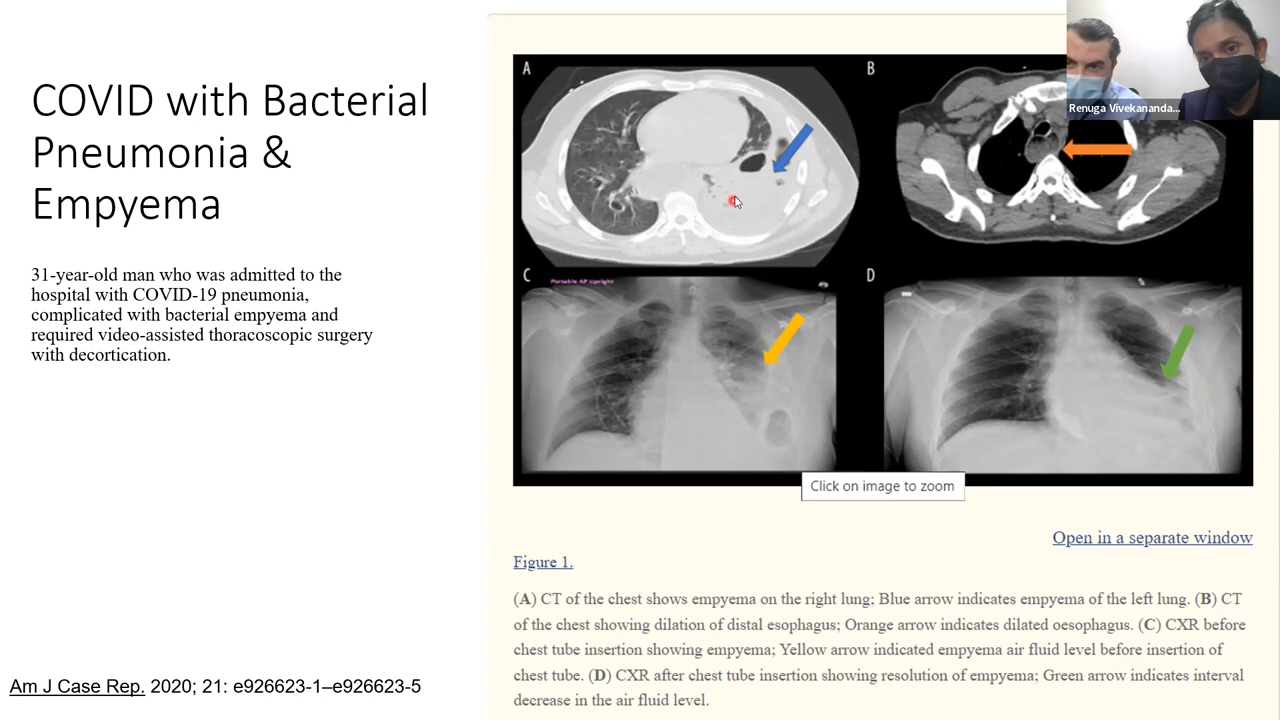 COVID with Bacterial
Pneumonia &
Empyema
31-year-old man who was admitted to the
hospital with COVID-19 pneumonia,
complicated with bacterial empyema and
required video-assisted thoracoscopic surgery
with decortication.
Am J Case Rep. 2020; 21: e926623-1–e926623-5
A
B
Renuga Vivekananda...
C
Portable AP Upright
D
Click on image to zoom
Open in a separate window
Figure 1.
(A) CT of the chest shows empyema on the right lung; Blue arrow indicates empyema of the left lung. (B) CT
of the chest showing dilation of distal esophagus; Orange arrow indicates dilated oesophagus. (C) CXR before
chest tube insertion showing empyema; Yellow arrow indicated empyema air fluid level before insertion of
chest tube. (D) CXR after chest tube insertion showing resolution of empyema; Green arrow indicates interval
decrease in the air fluid level.